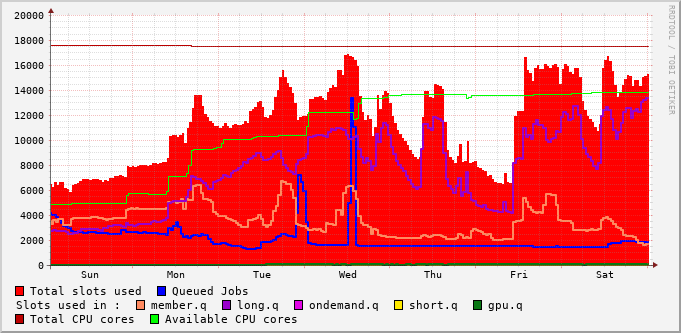 20000
18000
16000
14000
12000
10000
8000
6000
4000
2000
0
Sun Mon Tue Wed Thu Fri Sat
RRDTOOL / TOBI OETIKER
Total slots used Queued Jobs
Slots used in : member.q long.q ondemand.q short.q gpu.q
Total CPU cores Available CPU cores